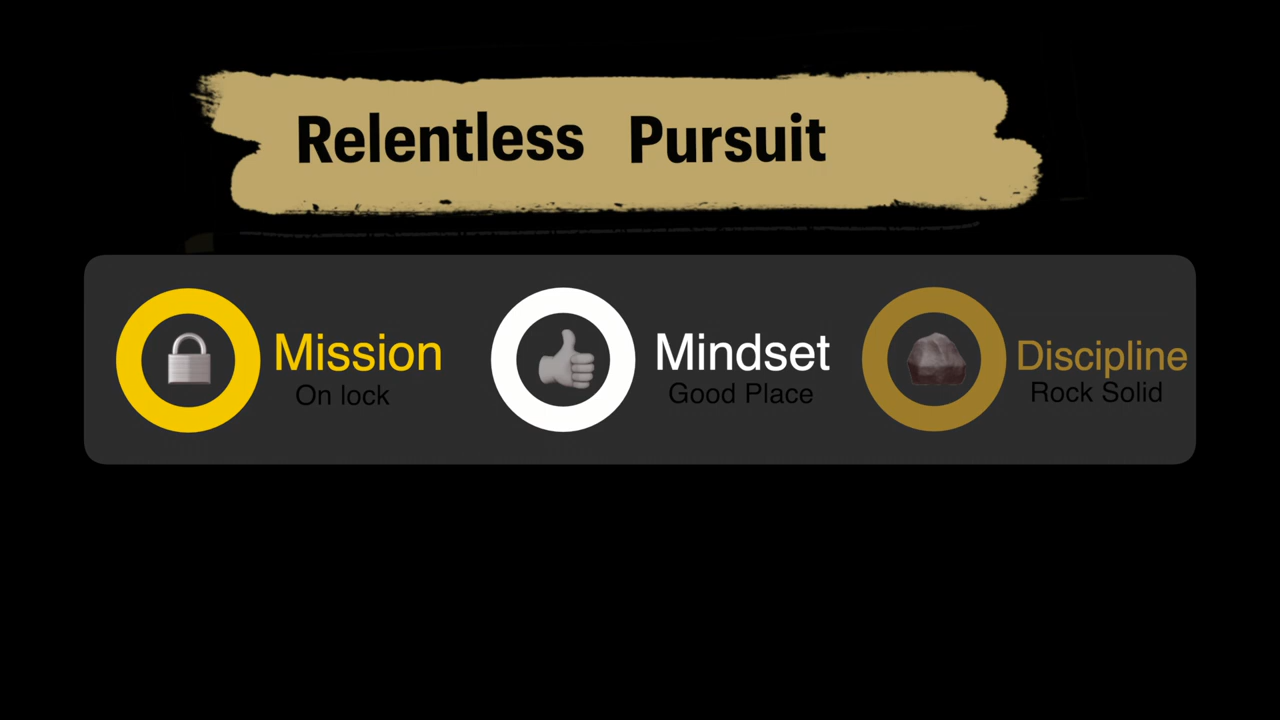 Relentless Pursuit
Mission
On lock
Mindset
Good Place
Discipline
Rock Solid